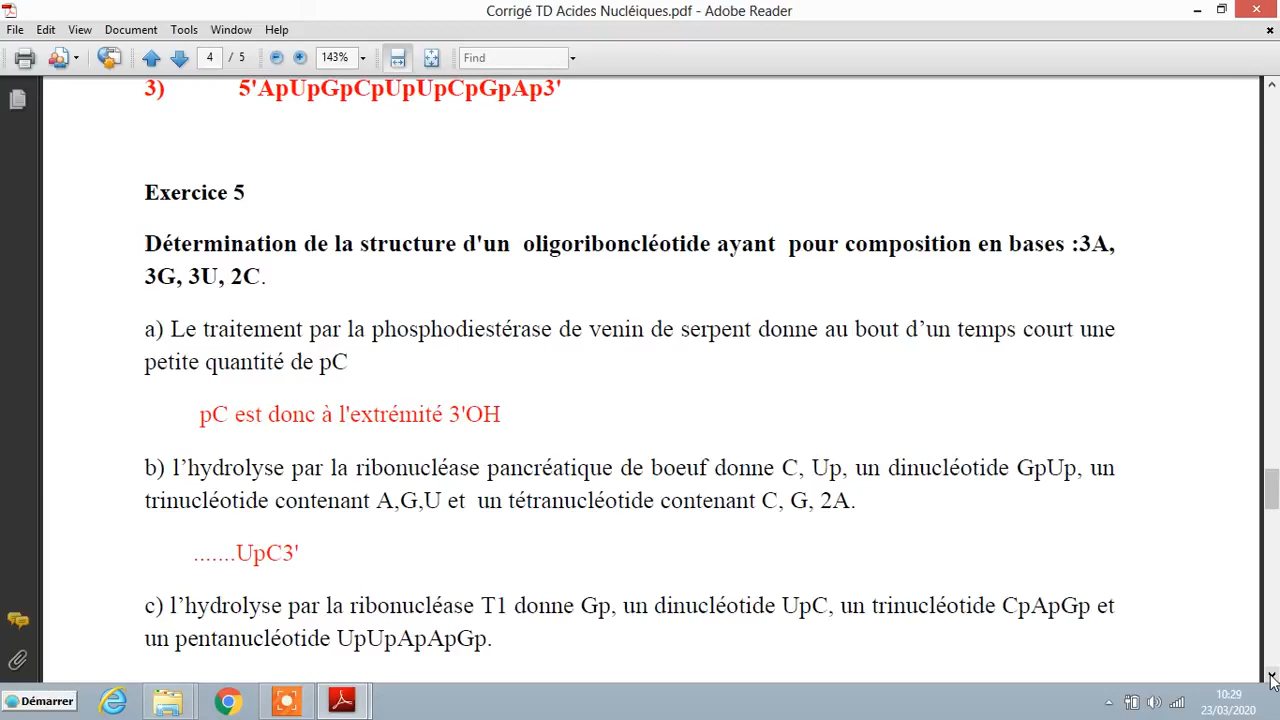 Corrigé TD Acides Nucléiques.pdf - Adobe Reader
File Edit View Document Tools Window Help
4 / 5 143% Find
3) 5'ApUpGpCpUpUpCpGpAp3'
Exercice 5
Détermination de la structure d'un oligoriboncléotide ayant pour composition en bases :3A,
3G, 3U, 2C.
a) Le traitement par la phosphodiestérase de venin de serpent donne au bout d’un temps court une
petite quantité de pC
pC est donc à l'extrémité 3'OH
b) l’hydrolyse par la ribonucléase pancréatique de boeuf donne C, Up, un dinucléotide GpUp, un
trinucléotide contenant A,G,U et un tétranucléotide contenant C, G, 2A.
.......UpC3'
c) l’hydrolyse par la ribonucléase T1 donne Gp, un dinucléotide UpC, un trinucléotide CpApGp et
un pentanucléotide UpUpApApGp.
Démarrer
10:29
23/03/2020